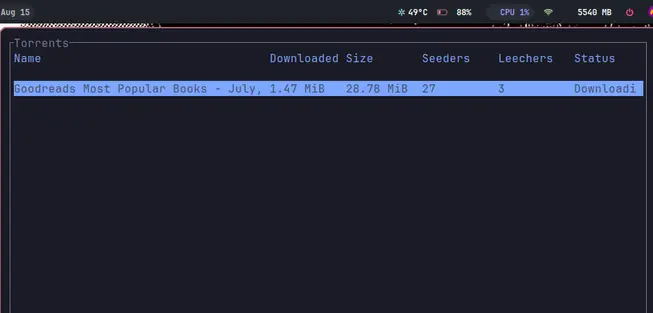 Aug 15 49°C 88% CPU 1% 5540 MB
Torrents
Name Downloaded Size Seeders Leechers Status
Goodreads Most Popular Books - July, 1.47 MiB 28.78 MiB 27 3 Downloadi